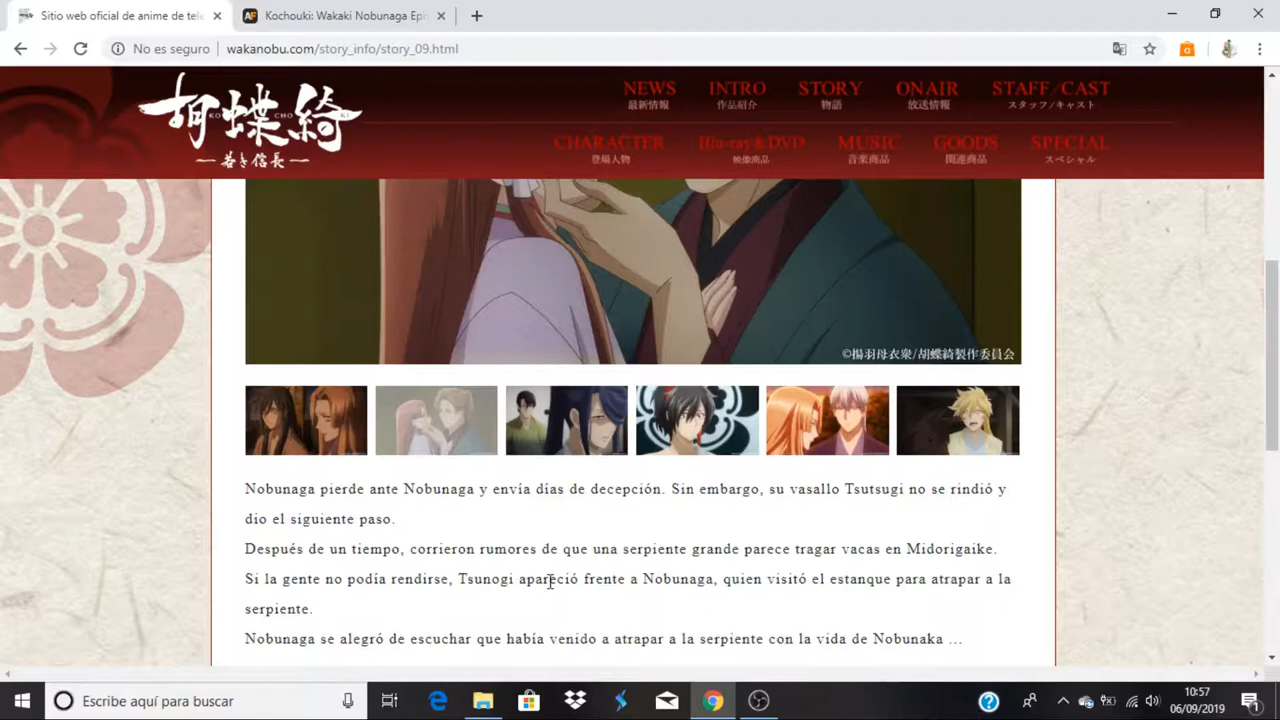 Sitio web oficial de anime de tele
Kochouki: Wakaki Nobunaga Epi
No es seguro
wakanobu.com/story_info/story_09.html
胡蝶綺
KO CHO KI
若き信長
NEWS INTRO STORY ONAIR STAFF/CAST
最新情報 作品紹介 物語 放送情報 スタッフ/キャスト
CHARACTER Blu-ray&DVD MUSIC GOODS SPECIAL
登場人物 映像商品 音楽商品 関連商品 スペシャル
©揚羽母衣衆/胡蝶綺製作委員会
Nobunaga pierde ante Nobunaga y envía días de decepción. Sin embargo, su vasallo Tsutsugi no se rindió y
dio el siguiente paso.
Después de un tiempo, corrieron rumores de que una serpiente grande parece tragar vacas en Midorigaike.
Si la gente no podía rendirse, Tsunogi apareció frente a Nobunaga, quien visitó el estanque para atrapar a la
serpiente.
Nobunaga se alegró de escuchar que había venido a atrapar a la serpiente con la vida de Nobunaka ...
Escribe aquí para buscar
10:57
06/09/2019